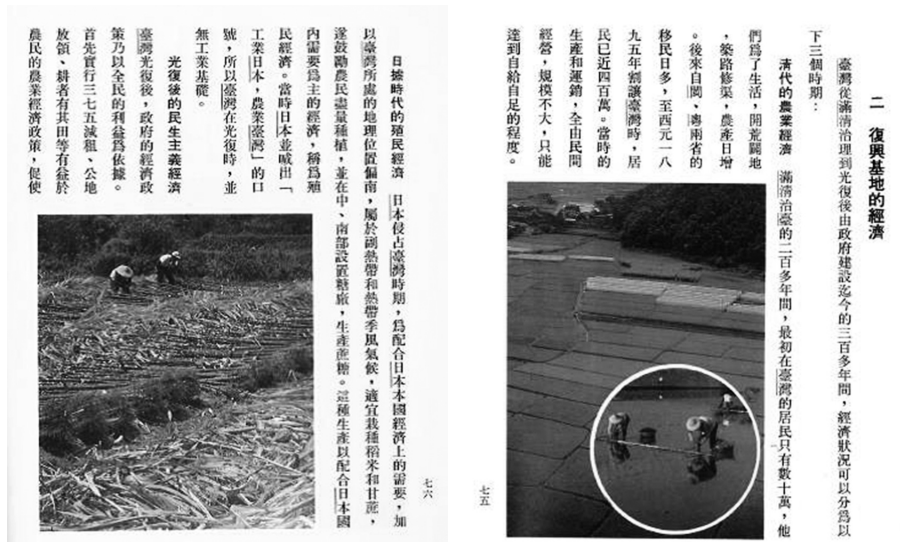 二　復興基地的經濟
臺灣從滿清治理到光復後由政府建設迄今的三百多年間，經濟狀況可以分為以
下三個時期：
清代的農業經濟　滿清治臺的二百多年間，最初在臺灣的居民只有數十萬，他
們為了生活，開荒闢地
，築路修渠，農產日增
。後來自閩、粵兩省的
移民日多，至西元一八
九五年割讓臺灣時，居
民已近四百萬。當時的
生產和運銷，全由民間
經營，規模不大，只能
達到自給自足的程度。
七五
日據時代的殖民經濟　日本侵占臺灣時期，為配合日本本國經濟上的需要，加
以臺灣所處的地理位置偏南，屬於副熱帶和熱帶季風氣候，適宜栽種稻米和甘蔗，
遂鼓勵農民盡量種植，並在中、南部設置糖廠，生產蔗糖。這種生產以配合日本國
內需要為主的經濟，稱為殖
民經濟。當時日本並喊出「
工業日本，農業臺灣」的口
號，所以臺灣在光復時，並
無工業基礎。
光復後的民生主義經濟
臺灣光復後，政府的經濟政
策乃以全民的利益為依據。
首先實行三七五減租、公地
放領、耕者有其田等有益於
農民的農業經濟政策，促使
七六